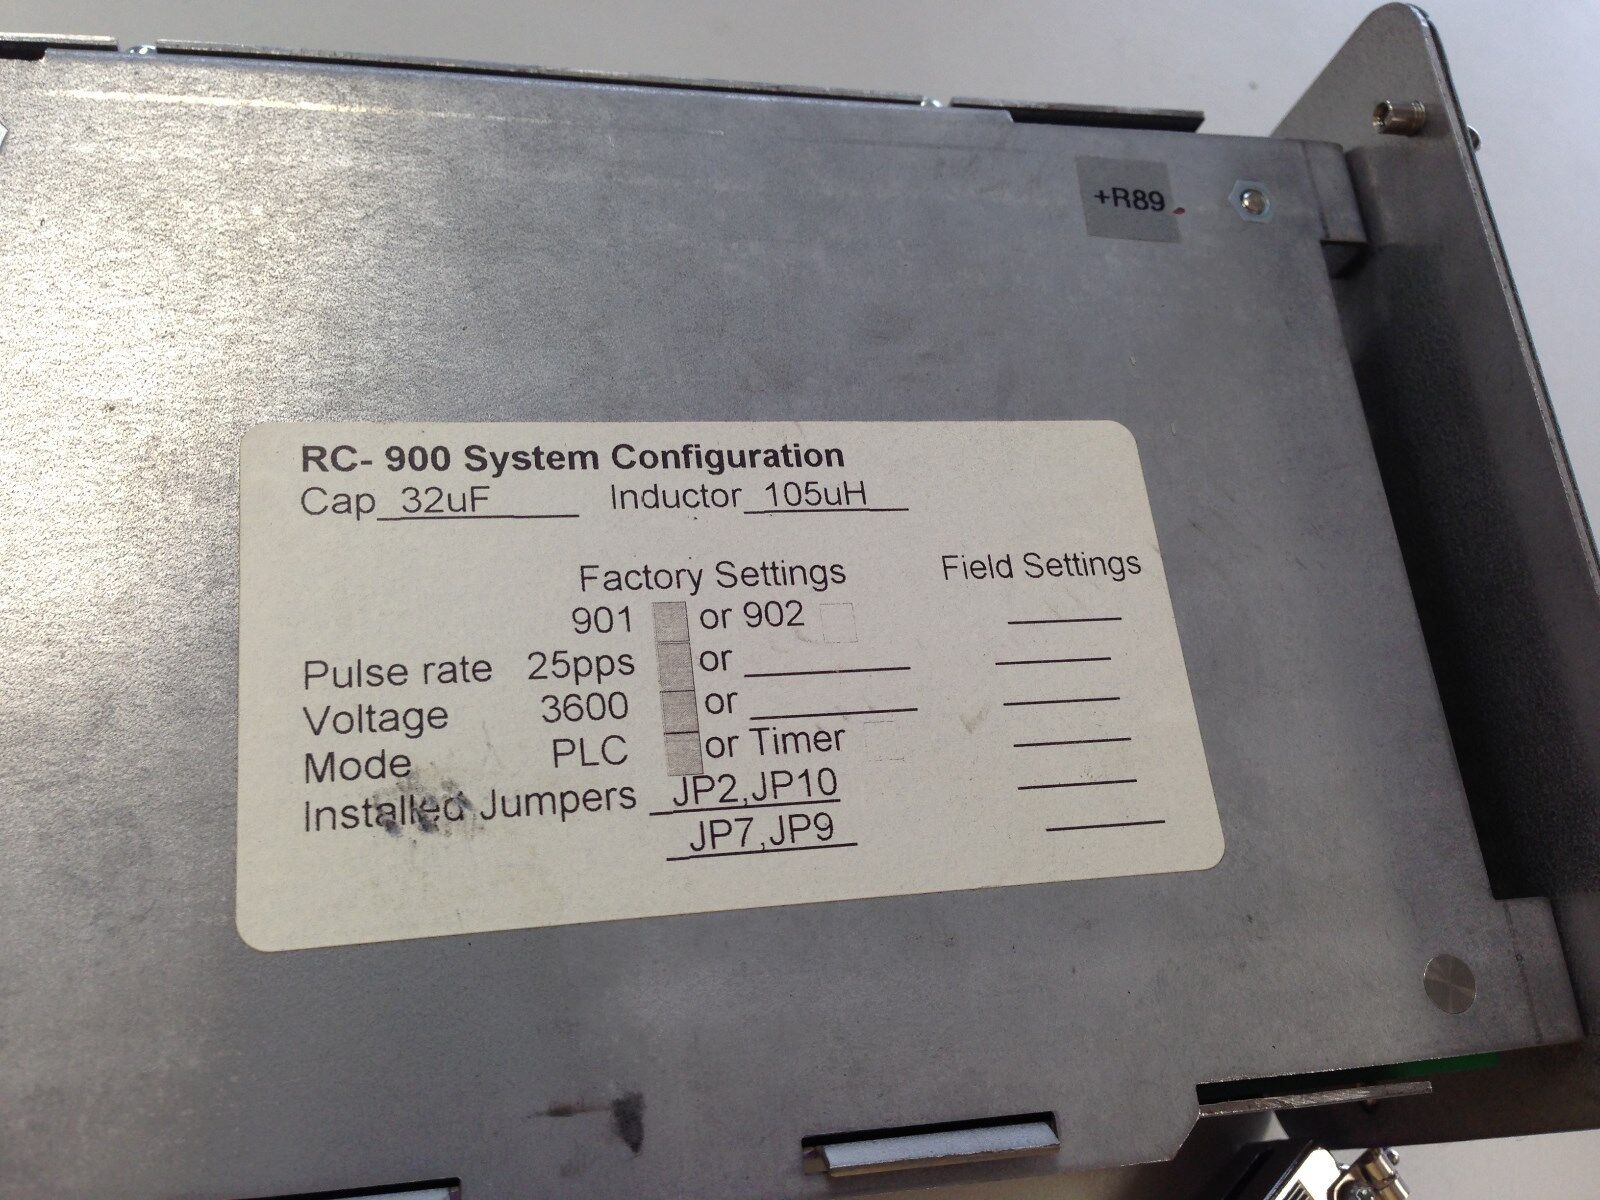 +R89
RC- 900 System Configuration
Cap 32uF Inductor 105uH
Factory Settings Field Settings
901 or 902
Pulse rate 25pps or
Voltage 3600 or
Mode PLC or Timer
Installed Jumpers JP2,JP10
JP7,JP9